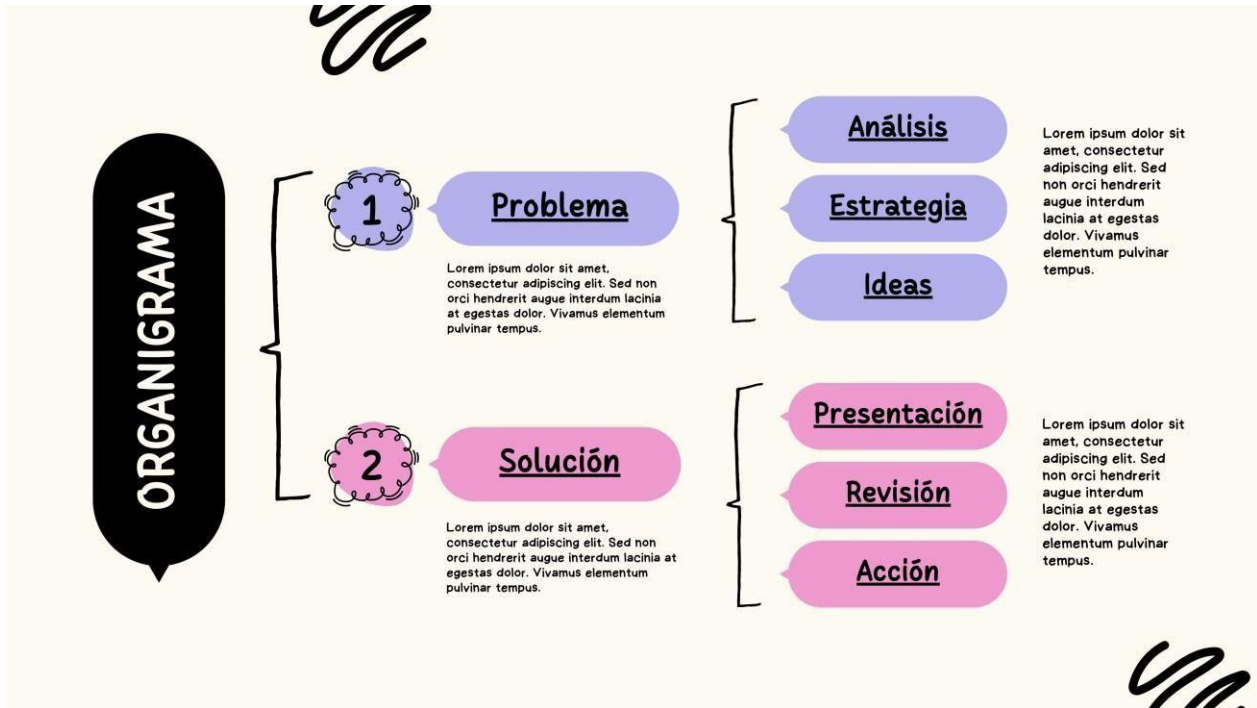 ORGANIGRAMA
1
Problema
Lorem ipsum dolor sit amet,
consectetur adipiscing elit. Sed non
orci hendrerit augue interdum lacinia
at egestas dolor. Vivamus elementum
pulvinar tempus.
Análisis
Estrategia
Ideas
Lorem ipsum dolor sit
amet, consectetur
adipiscing elit. Sed
non orci hendrerit
augue interdum
lacinia at egestas
dolor. Vivamus
elementum pulvinar
tempus.
2
Solución
Lorem ipsum dolor sit amet,
consectetur adipiscing elit. Sed non
orci hendrerit augue interdum lacinia at
egestas dolor. Vivamus elementum
pulvinar tempus.
Presentación
Revisión
Acción
Lorem ipsum dolor sit
amet, consectetur
adipiscing elit. Sed
non orci hendrerit
augue interdum
lacinia at egestas
dolor. Vivamus
elementum pulvinar
tempus.